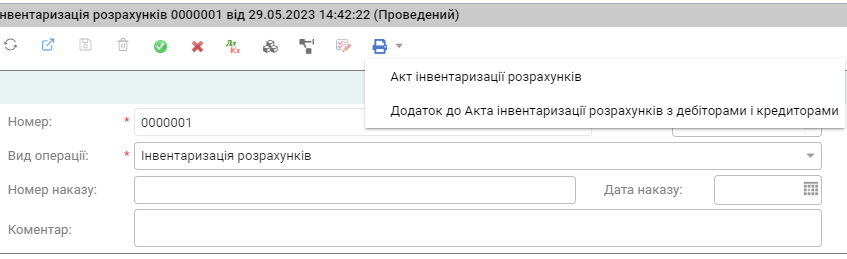 нвентаризація розрахунків 0000001 від 29.05.2023 14:42:22 (Проведений)
Дт
Кт
Акт інвентаризації розрахунків
Додаток до Акта інвентаризації розрахунків з дебіторами і кредиторами
Номер: * 0000001
Вид операції: * Інвентаризація розрахунків
Номер наказу: Дата наказу:
Коментар: